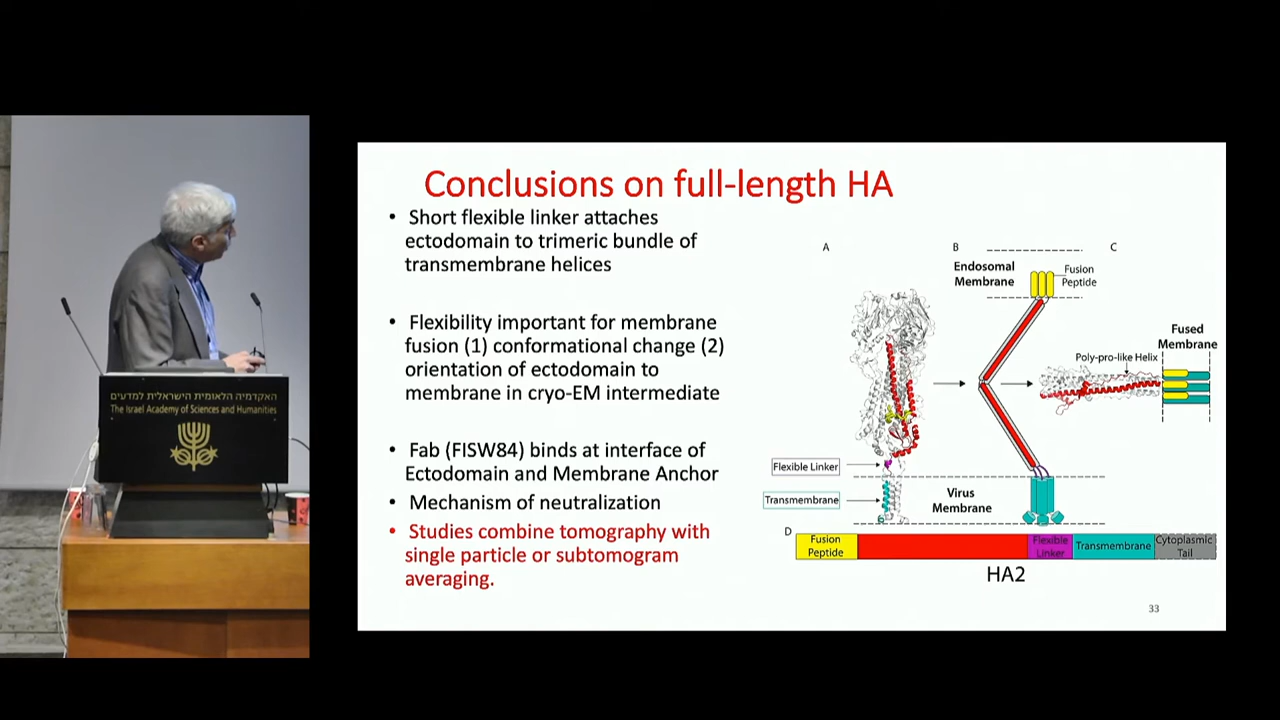 האקדמיה הלאומית הישראלית למדעים
The Israel Academy of Sciences and Humanities
Conclusions on full-length HA
• Short flexible linker attaches
ectodomain to trimeric bundle of
transmembrane helices
• Flexibility important for membrane
fusion (1) conformational change (2)
orientation of ectodomain to
membrane in cryo-EM intermediate
• Fab (FISW84) binds at interface of
Ectodomain and Membrane Anchor
• Mechanism of neutralization
• Studies combine tomography with
single particle or subtomogram
averaging.
A
B
C
Endosomal
Membrane
Fusion
Peptide
Fused
Membrane
Poly-pro-like Helix
Flexible Linker
Transmembrane
Virus
Membrane
D
Fusion
Peptide
Flexible
Linker
Transmembrane
Cytoplasmic
Tail
HA2
33